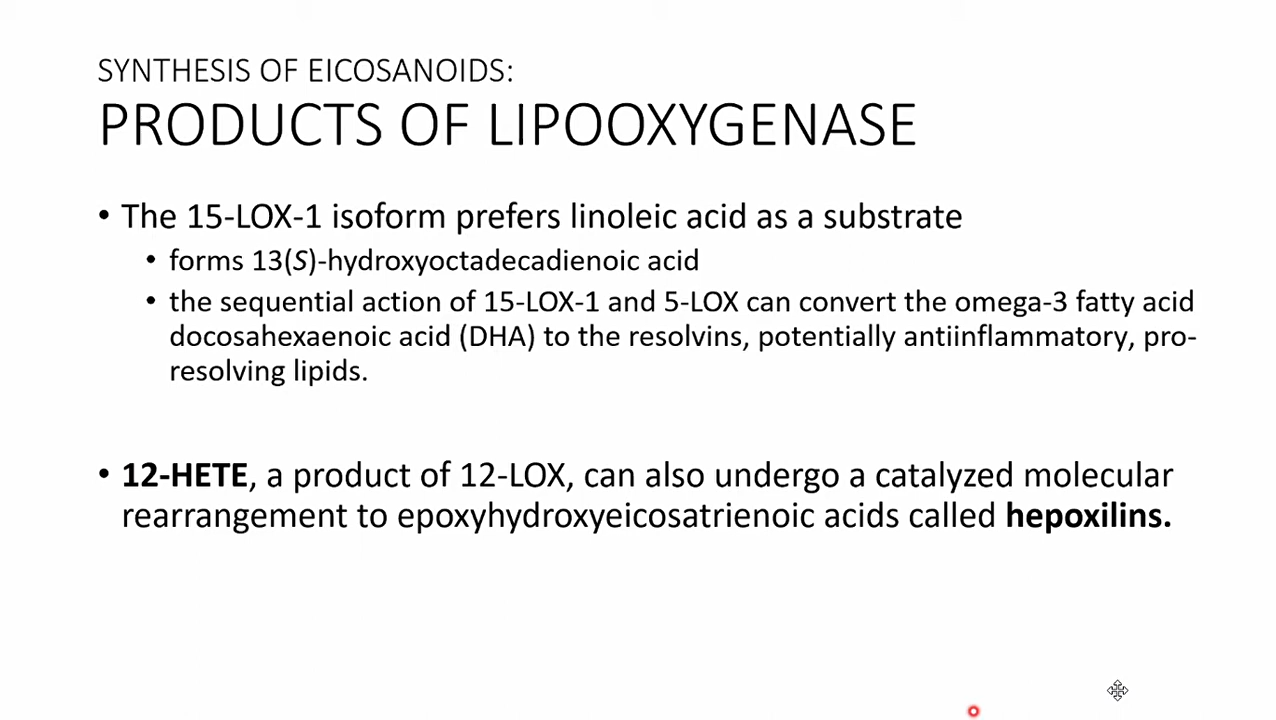 SYNTHESIS OF EICOSANOIDS:
PRODUCTS OF LIPOOXYGENASE
• The 15-LOX-1 isoform prefers linoleic acid as a substrate
• forms 13(S)-hydroxyoctadecadienoic acid
• the sequential action of 15-LOX-1 and 5-LOX can convert the omega-3 fatty acid
docosahexaenoic acid (DHA) to the resolvins, potentially antiinflammatory, pro-
resolving lipids.
• 12-HETE, a product of 12-LOX, can also undergo a catalyzed molecular
rearrangement to epoxyhydroxyeicosatrienoic acids called hepoxilins.